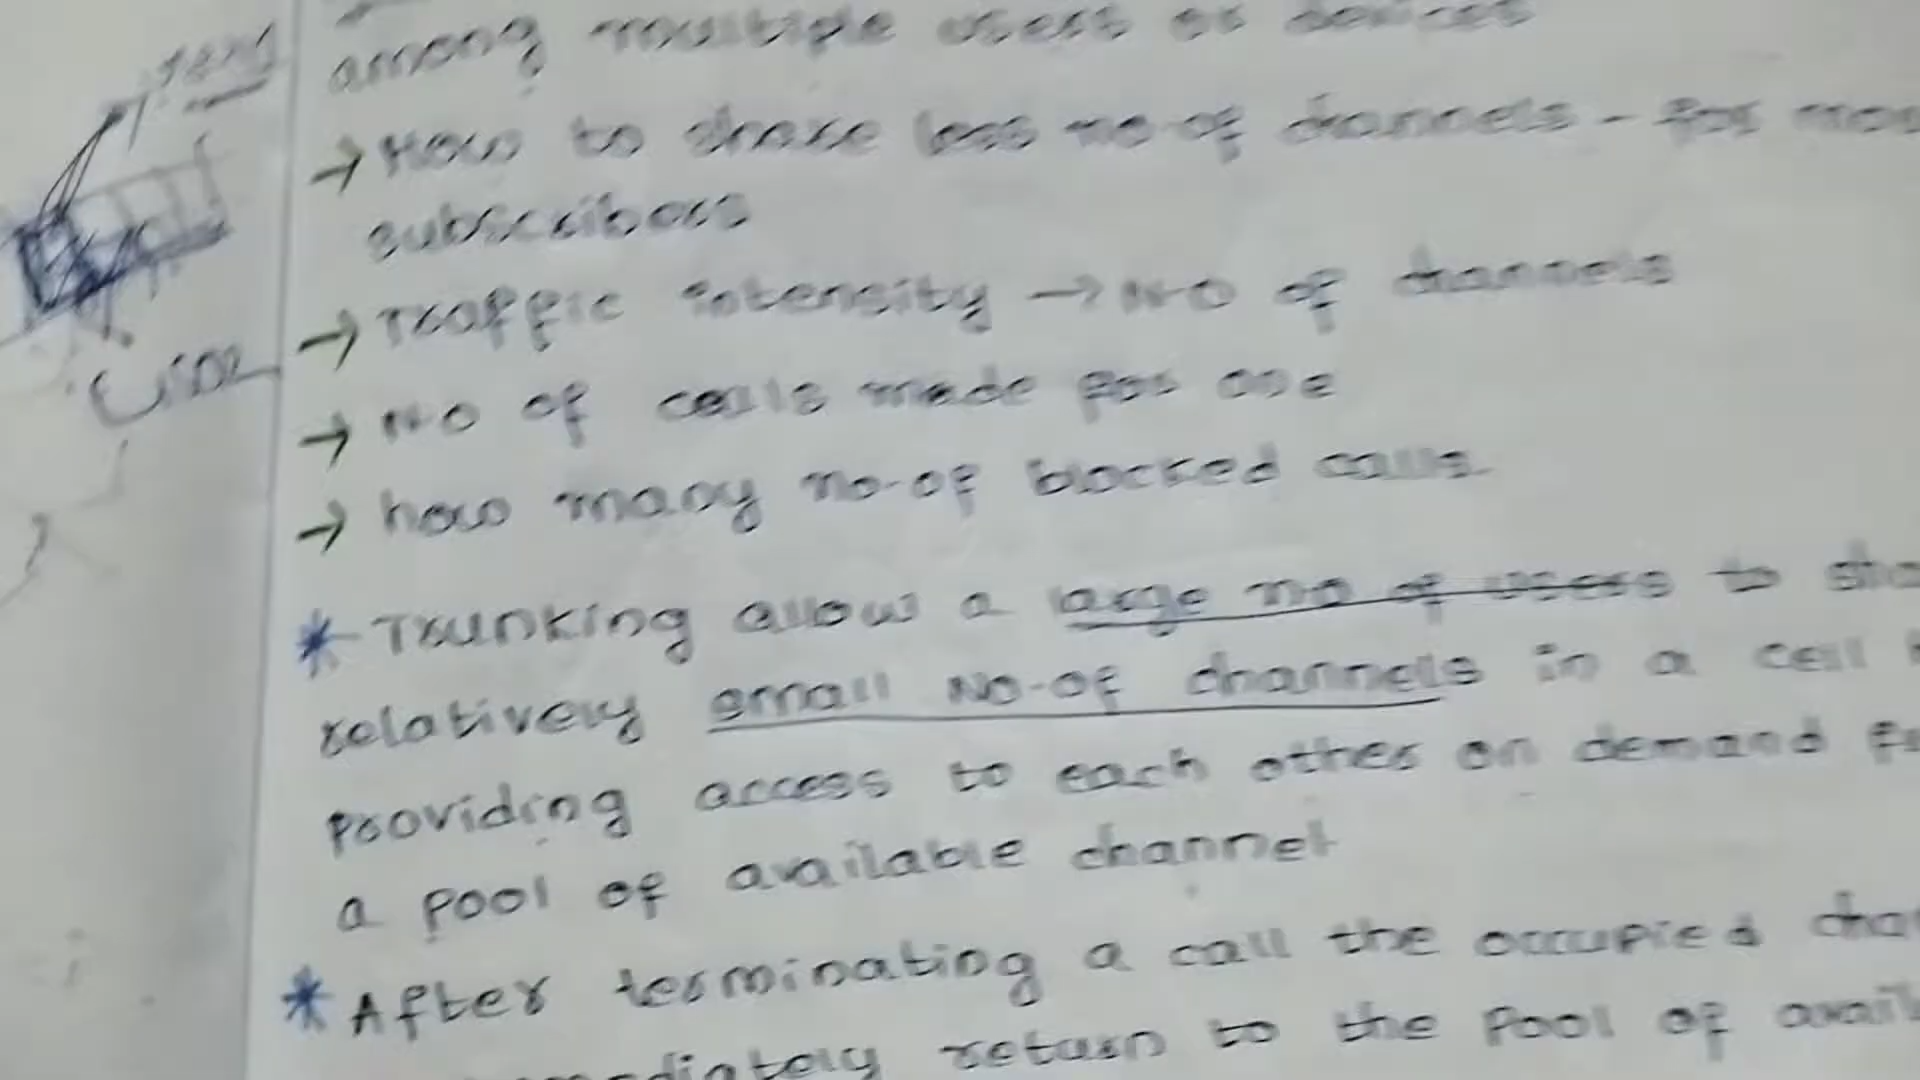 among multiple users or devices
→ How to share less no-of channels - for mo
subscribers
→ Traffic intensity → NO of channels
→ NO of calls made for one
→ how many no-of blocked calls.
* Trunking allow a large no of users to sha
relatively small No-of channels in a cell
Providing access to each other on demand f
a pool of available channel
* After terminating a call the occupied cha
mediately return to the pool of avail